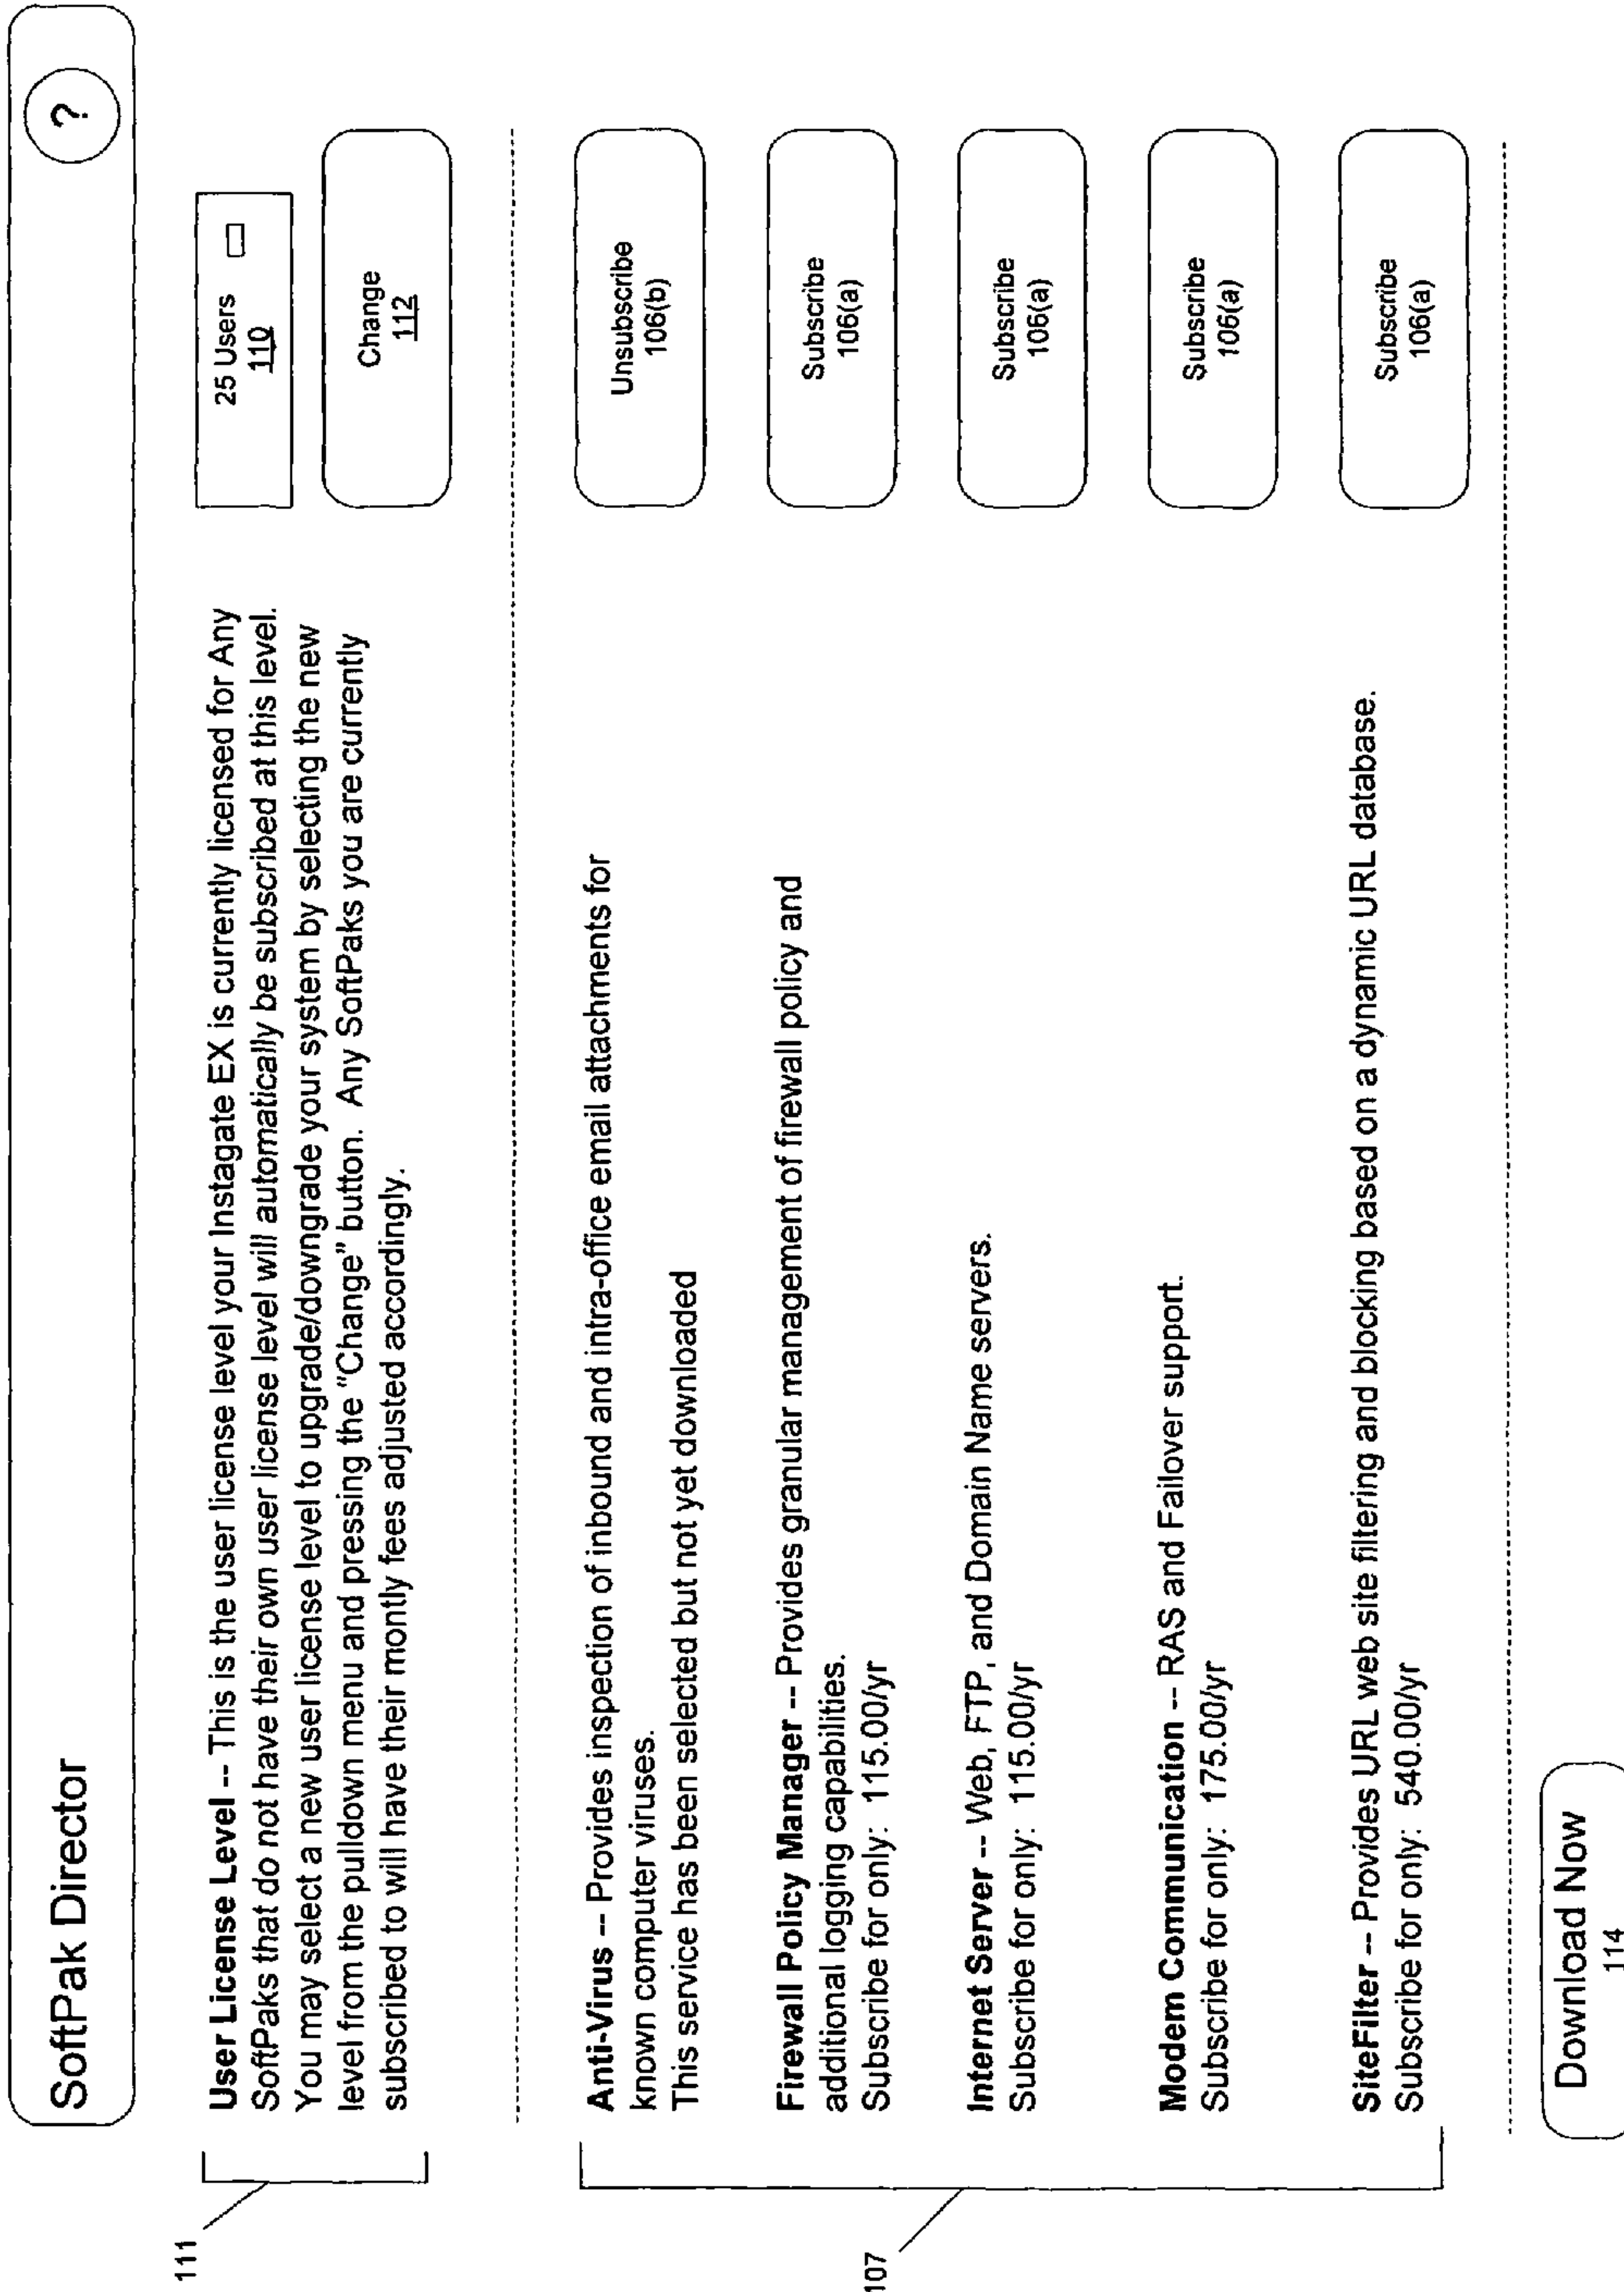 SoftPak Director
?
111
User License Level -- This is the user license level your Instagate EX is currently licensed for Any
SoftPaks that do not have their own user license level will automatically be subscribed at this level.
You may select a new user license level to upgrade/downgrade your system by selecting the new
level from the pulldown menu and pressing the "Change" button. Any SoftPaks you are currently
subscribed to will have their montly fees adjusted accordingly.
25 Users
110
Change
112
107
Anti-Virus -- Provides inspection of inbound and intra-office email attachments for
known computer viruses.
This service has been selected but not yet downloaded
Unsubscribe
106(b)
Firewall Policy Manager -- Provides granular management of firewall policy and
additional logging capabilities.
Subscribe for only: 115.00/yr
Subscribe
106(a)
Internet Server -- Web, FTP, and Domain Name servers.
Subscribe for only: 115.00/yr
Subscribe
106(a)
Modem Communication -- RAS and Failover support.
Subscribe for only: 175.00/yr
Subscribe
106(a)
SiteFilter -- Provides URL web site filtering and blocking based on a dynamic URL database.
Subscribe for only: 540.00/yr
Subscribe
106(a)
Download Now
114